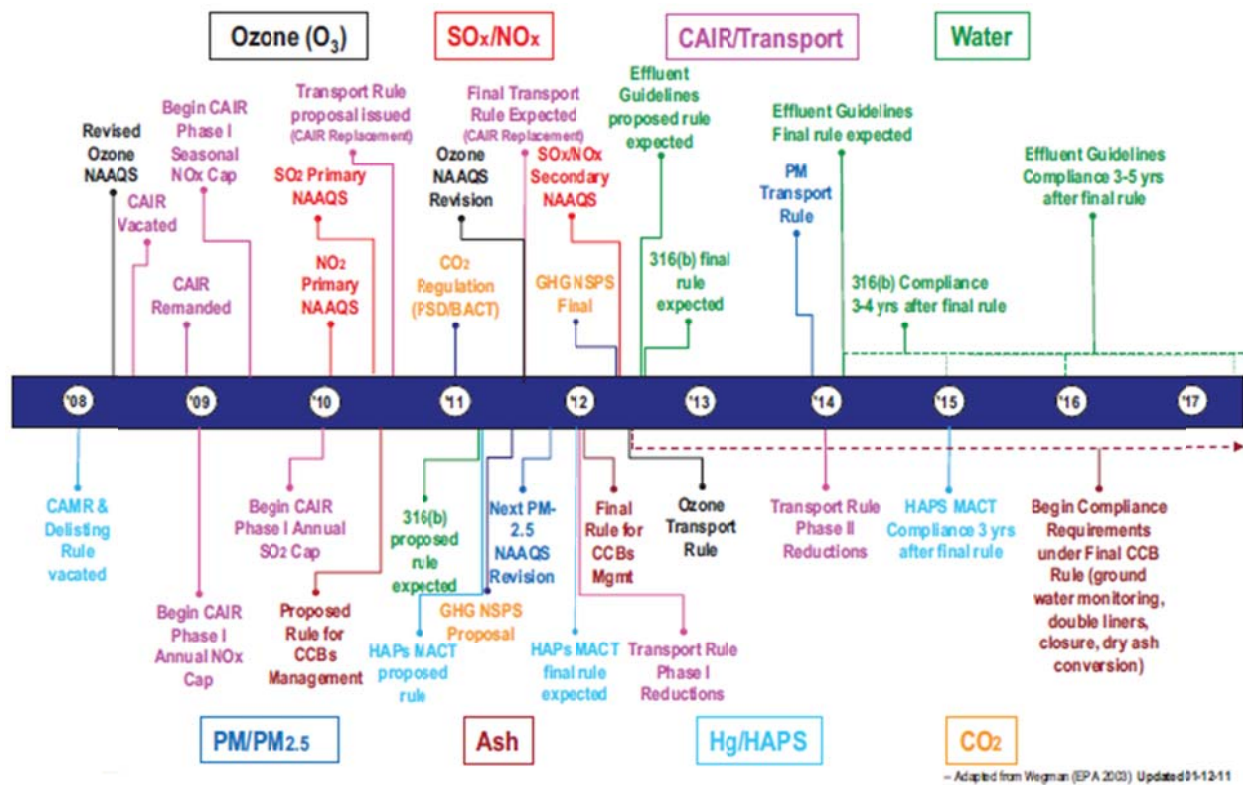 Ozone (O3)
SOx/NOx
CAIR/Transport
Water
Revised
Ozone
NAAQS
CAIR
Vacated
Begin CAIR
Phase I
Seasonal
NOx Cap
CAIR
Remanded
Transport Rule
proposal issued
(CAIR Replacement)
SO2 Primary
NAAQS
NO2
Primary
NAAQS
Final Transport
Rule Expected
(CAIR Replacement)
Ozone
NAAQS
Revision
CO2
Regulation
(PSD/BACT)
SOx/NOx
Secondary
NAAQS
GHG NSPS
Final
Effluent
Guidelines
proposed rule
expected
316(b) final
rule
expected
Effluent Guidelines
Final rule expected
PM
Transport
Rule
316(b) Compliance
3-4 yrs after final rule
Effluent Guidelines
Compliance 3-5 yrs
after final rule
'08
'09
'10
'11
'12
'13
'14
'15
'16
'17
CAMR &
Delisting
Rule
vacated
Begin CAIR
Phase I
Annual NOx
Cap
Begin CAIR
Phase I Annual
SO2 Cap
Proposed
Rule for
CCBs
Management
316(b)
proposed
rule
expected
HAPs MACT
proposed
rule
GHG NSPS
Proposal
Next PM-
2.5
NAAQS
Revision
HAPs MACT
final rule
expected
Final
Rule for
CCBs
Mgmt
Transport Rule
Phase I
Reductions
Ozone
Transport
Rule
Transport Rule
Phase II
Reductions
HAPS MACT
Compliance 3 yrs
after final rule
Begin Compliance
Requirements
under Final CCB
Rule (ground
water monitoring,
double liners,
closure, dry ash
conversion)
PM/PM2.5
Ash
Hg/HAPS
CO2
– Adapted from Wegman (EPA 2003) Updated 01-12-11